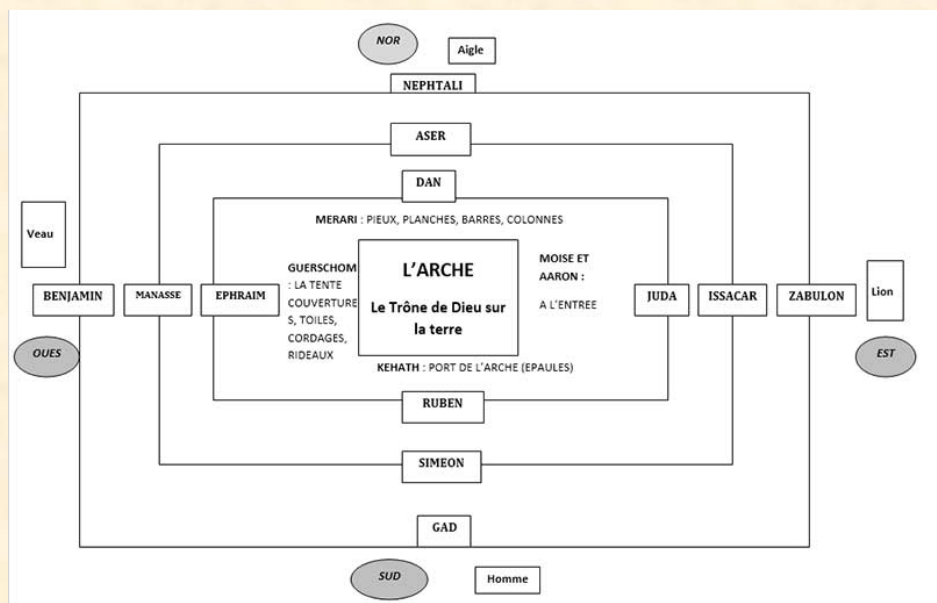 NOR
Aigle
NEPHTALI
ASER
DAN
MERARI : PIEUX, PLANCHES, BARRES, COLONNES
Veau
GUERSCHOM
: LA TENTE
COUVERTURE
S, TOILES,
CORDAGES,
RIDEAUX
L'ARCHE
Le Trône de Dieu sur
la terre
MOISE ET
AARON :
A L'ENTREE
BENJAMIN
MANASSE
EPHRAIM
JUDA
ISSACAR
ZABULON
Lion
OUES
EST
KEHATH : PORT DE L'ARCHE (EPAULES)
RUBEN
SIMEON
GAD
SUD
Homme